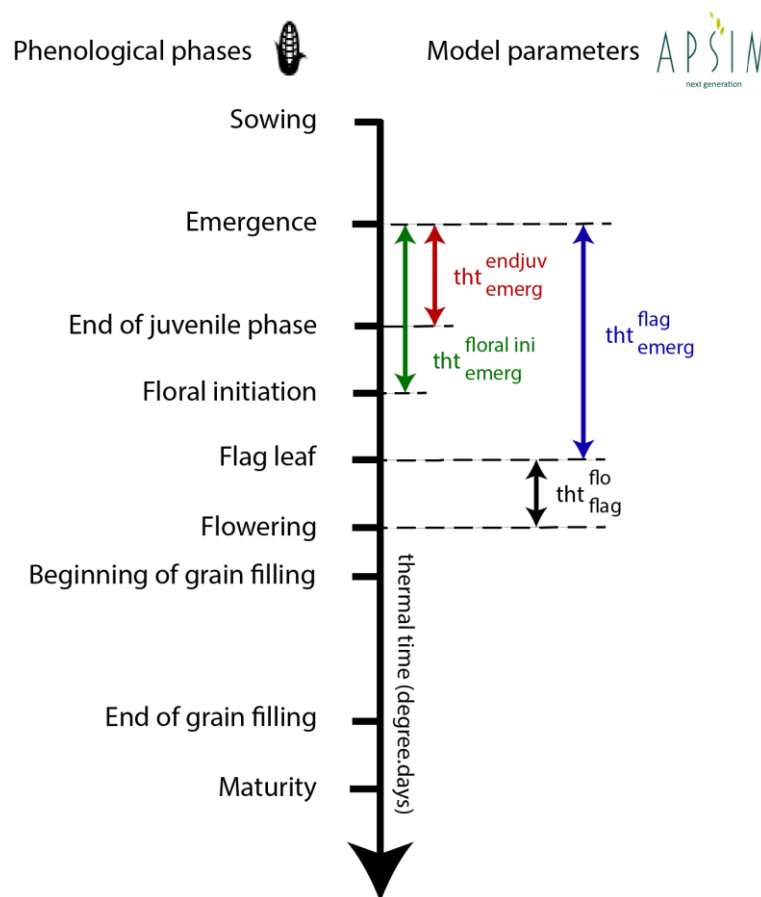 Phenological phases
Model parameters
APSIM
next generation
Sowing
Emergence
tht endjuv emerg
End of juvenile phase
tht flag emerg
tht floral ini emerg
Floral initiation
Flag leaf
tht flo flag
Flowering
Beginning of grain filling
thermal time (degree.days)
End of grain filling
Maturity